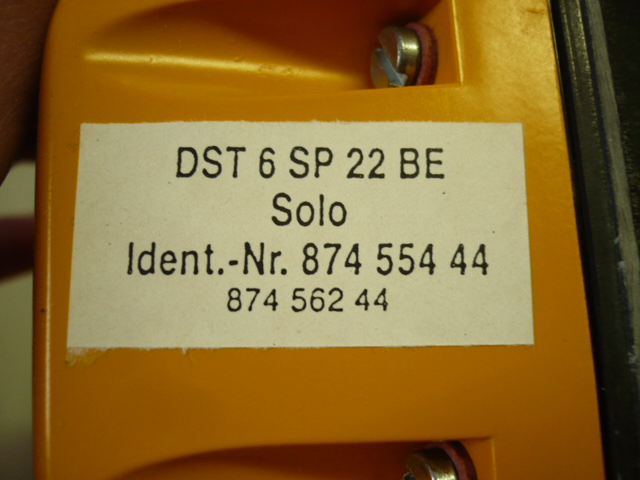 DST 6 SP 22 BE
Solo
Ident.-Nr. 874 554 44
874 562 44